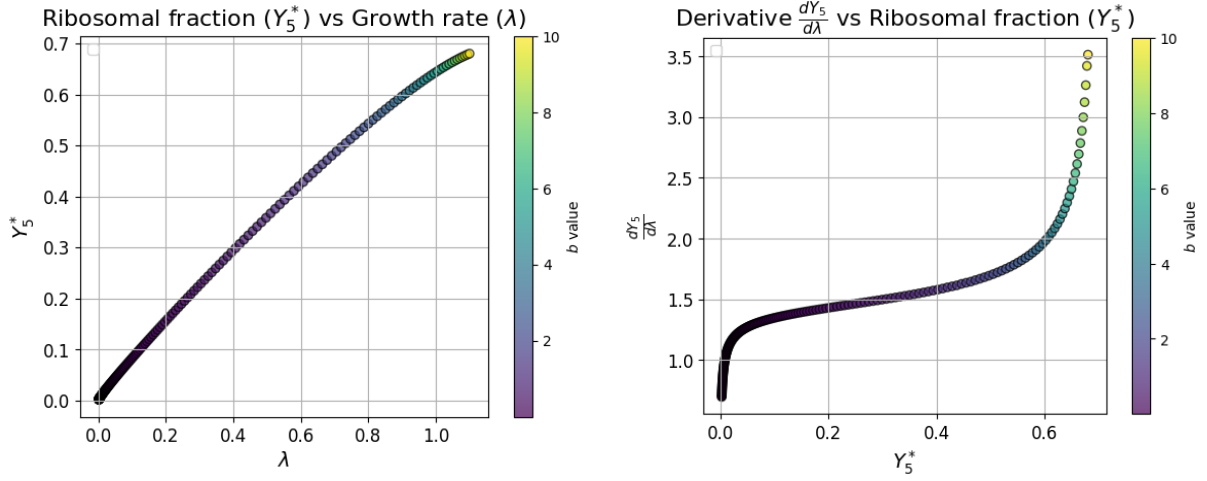 Ribosomal fraction (Y₅*) vs Growth rate (λ)
0.7
0.6
0.5
0.4
0.3
0.2
0.1
0.0
Y₅*
0.0 0.2 0.4 0.6 0.8 1.0
λ
10
8
6
4
2
b value
Derivative dY₅/dλ vs Ribosomal fraction (Y₅*)
3.5
3.0
2.5
2.0
1.5
1.0
dY₅/dλ
0.0 0.2 0.4 0.6
Y₅*
10
8
6
4
2
b value